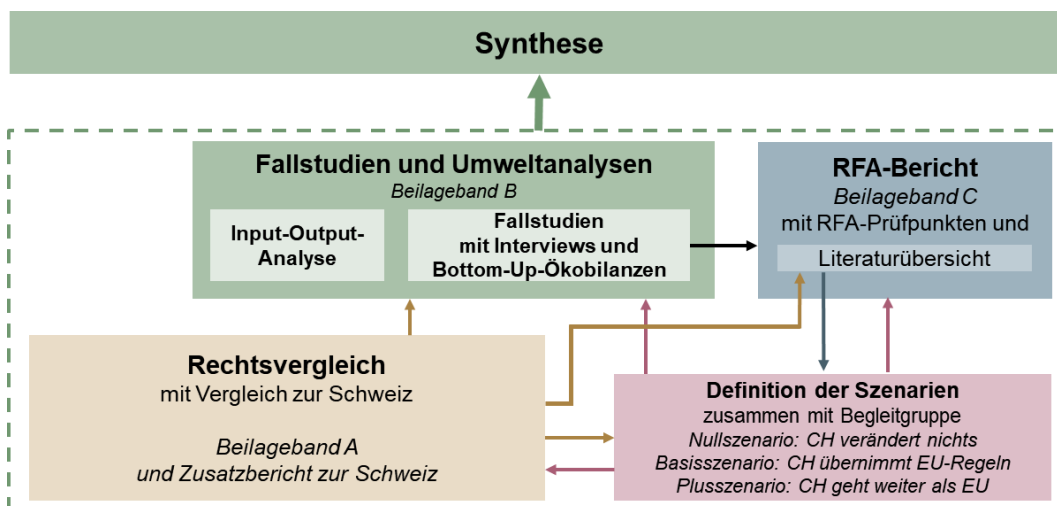 Synthese
Fallstudien und Umweltanalysen
Beilageband B
Input-Output-
Analyse
Fallstudien
mit Interviews und
Bottom-Up-Ökobilanzen
RFA-Bericht
Beilageband C
mit RFA-Prüfpunkten und
Literaturübersicht
Rechtsvergleich
mit Vergleich zur Schweiz
Beilageband A
und Zusatzbericht zur Schweiz
Definition der Szenarien
zusammen mit Begleitgruppe
Nullszenario: CH verändert nichts
Basisszenario: CH übernimmt EU-Regeln
Plusszenario: CH geht weiter als EU